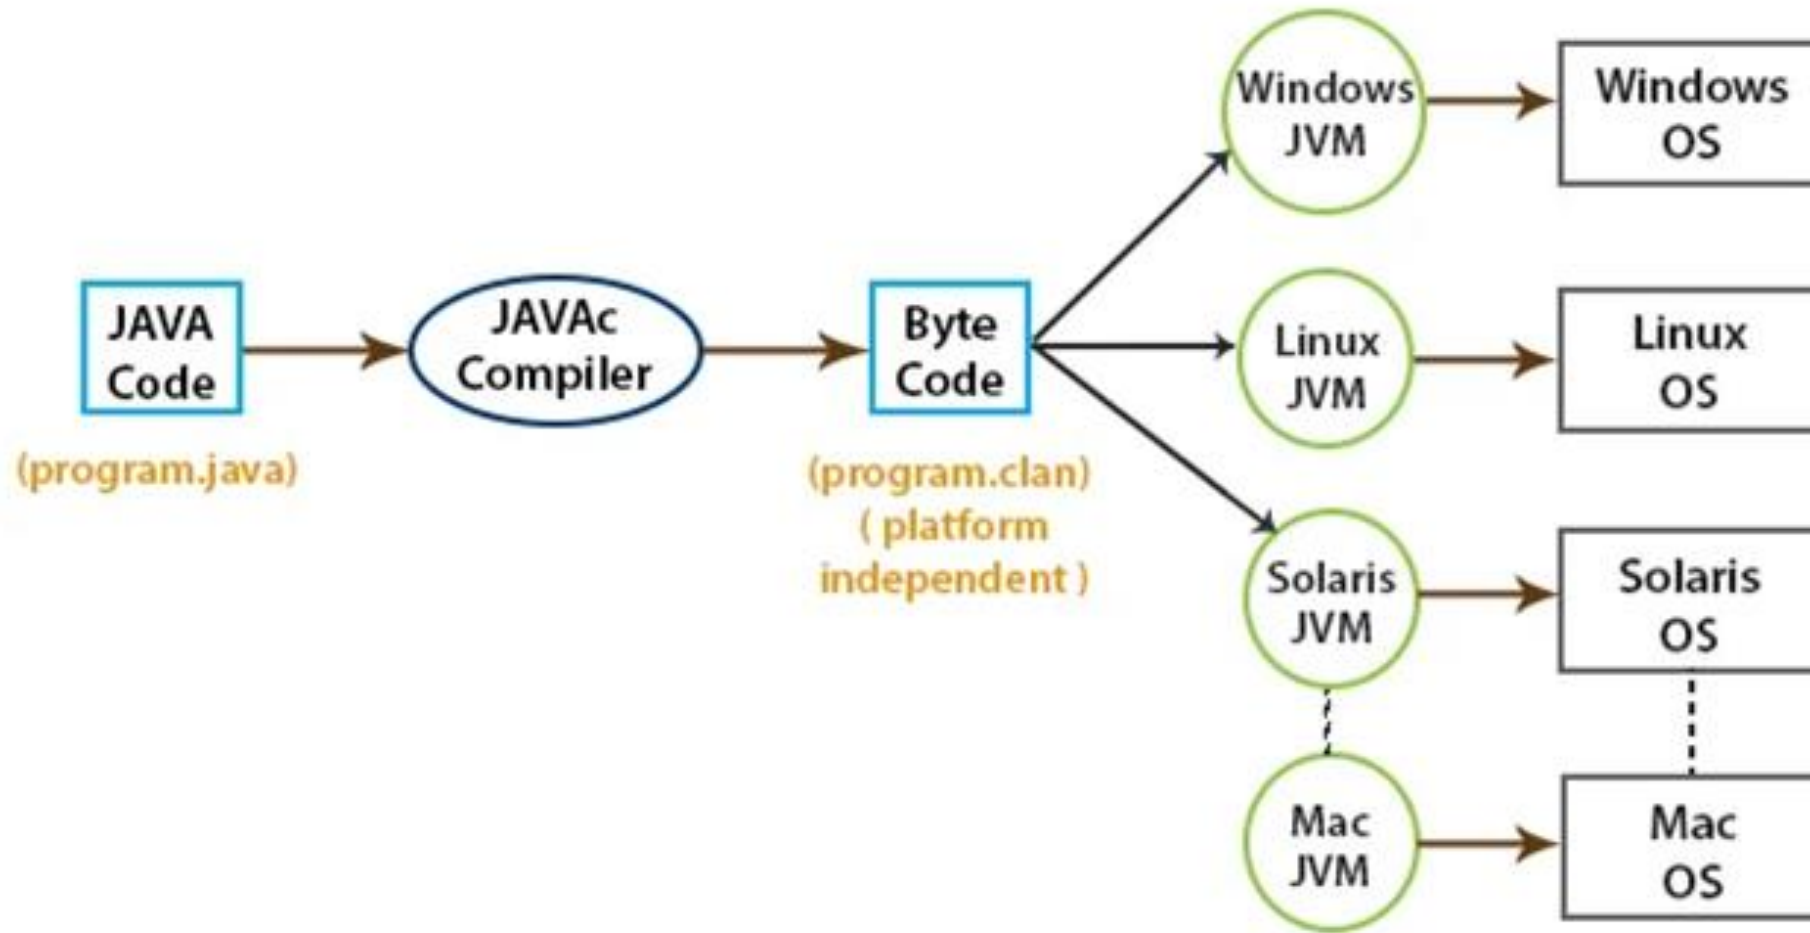 JAVA
Code
(program.java)
JAVAc
Compiler
Byte
Code
(program.clan)
( platform
independent )
Windows
JVM
Windows
OS
Linux
JVM
Linux
OS
Solaris
JVM
Solaris
OS
Mac
JVM
Mac
OS